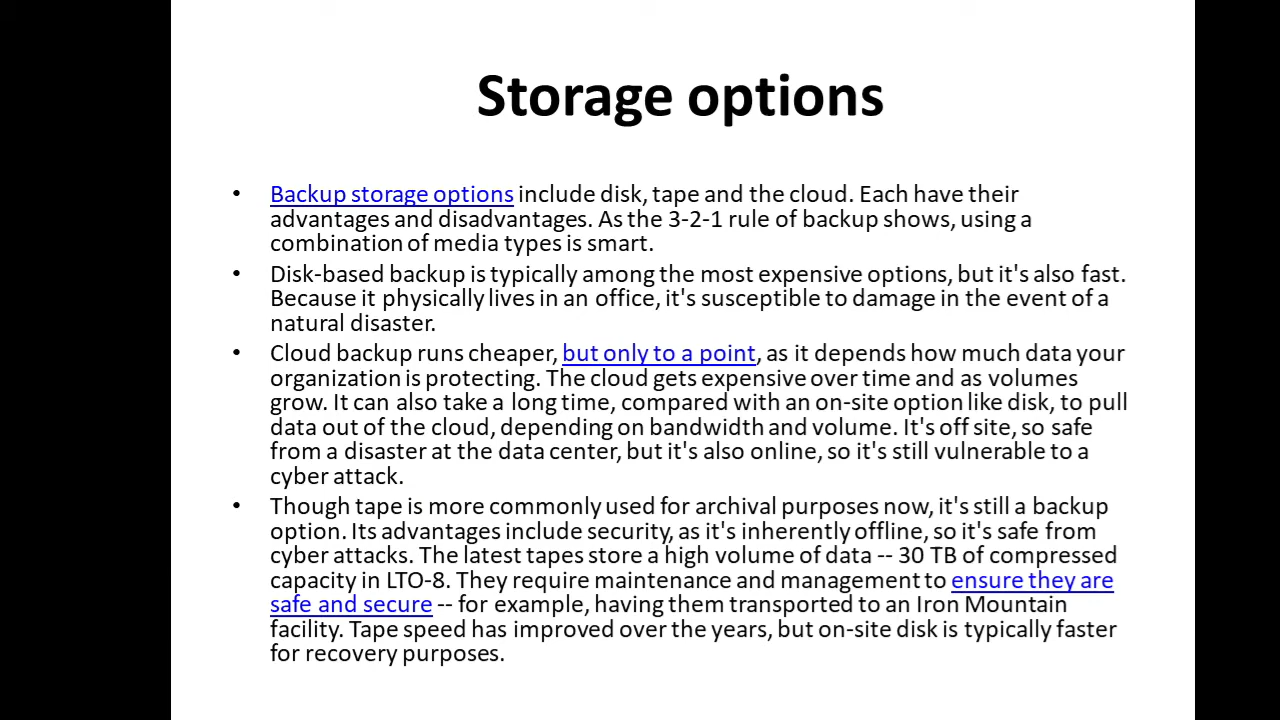 Storage options
• Backup storage options include disk, tape and the cloud. Each have their
advantages and disadvantages. As the 3-2-1 rule of backup shows, using a
combination of media types is smart.
• Disk-based backup is typically among the most expensive options, but it's also fast.
Because it physically lives in an office, it's susceptible to damage in the event of a
natural disaster.
• Cloud backup runs cheaper, but only to a point, as it depends how much data your
organization is protecting. The cloud gets expensive over time and as volumes
grow. It can also take a long time, compared with an on-site option like disk, to pull
data out of the cloud, depending on bandwidth and volume. It's off site, so safe
from a disaster at the data center, but it's also online, so it's still vulnerable to a
cyber attack.
• Though tape is more commonly used for archival purposes now, it's still a backup
option. Its advantages include security, as it's inherently offline, so it's safe from
cyber attacks. The latest tapes store a high volume of data -- 30 TB of compressed
capacity in LTO-8. They require maintenance and management to ensure they are
safe and secure -- for example, having them transported to an Iron Mountain
facility. Tape speed has improved over the years, but on-site disk is typically faster
for recovery purposes.